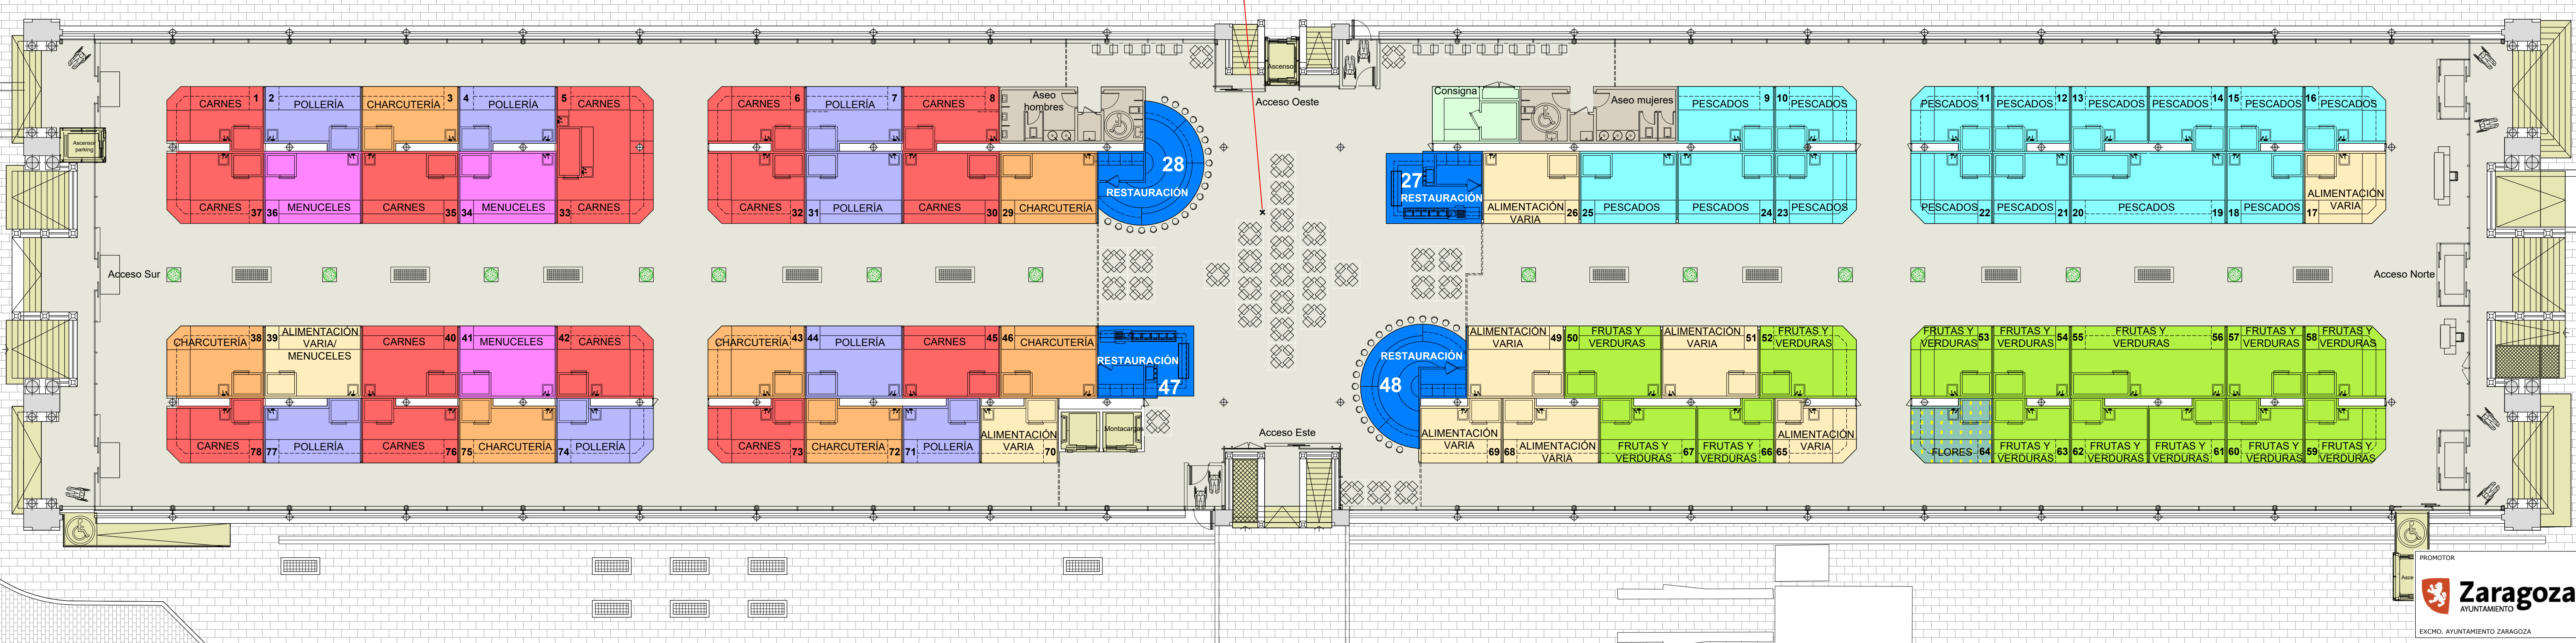 Ascensor
Acceso Oeste
CARNES 1
2 POLLERÍA
CHARCUTERÍA 3
4 POLLERÍA
5 CARNES
CARNES 6
POLLERÍA 7
CARNES 8
Aseo
hombres
Consigna
Aseo mujeres
PESCADOS 9
10 PESCADOS
PESCADOS 11
PESCADOS 12
13 PESCADOS
PESCADOS 14
15 PESCADOS
16 PESCADOS
Ascensor
parking
CARNES 37
36 MENUCELES
CARNES 35
34 MENUCELES
33 CARNES
CARNES 32
31 POLLERÍA
CARNES 30
29 CHARCUTERÍA
28
RESTAURACIÓN
27
RESTAURACIÓN
ALIMENTACIÓN
VARIA 26
25 PESCADOS
PESCADOS 24
23 PESCADOS
PESCADOS 22
PESCADOS 21
20 PESCADOS 19
18 PESCADOS
ALIMENTACIÓN
17 VARIA
Acceso Sur
Acceso Norte
CHARCUTERÍA 38
39 ALIMENTACIÓN
VARIA/
MENUCELES
CARNES 40
41 MENUCELES
42 CARNES
CHARCUTERÍA 43
44 POLLERÍA
CARNES 45
46 CHARCUTERÍA
RESTAURACIÓN
47
RESTAURACIÓN
48
ALIMENTACIÓN
VARIA 49
50 FRUTAS Y
VERDURAS
ALIMENTACIÓN
VARIA 51
52 FRUTAS Y
VERDURAS
FRUTAS Y
VERDURAS 53
FRUTAS Y
VERDURAS 54
55 FRUTAS Y
VERDURAS 56
57 FRUTAS Y
VERDURAS
58 FRUTAS Y
VERDURAS
CARNES 78
77 POLLERÍA
CARNES 76
75 CHARCUTERÍA
74 POLLERÍA
CARNES 73
CHARCUTERÍA 72
71 POLLERÍA
ALIMENTACIÓN
VARIA 70
Montacargas
Acceso Este
ALIMENTACIÓN
VARIA 69
68 ALIMENTACIÓN
VARIA
FRUTAS Y
VERDURAS 67
FRUTAS Y
VERDURAS 66
65 ALIMENTACIÓN
VARIA
FLORES 64
FRUTAS Y
VERDURAS 63
62 FRUTAS Y
VERDURAS
FRUTAS Y
VERDURAS 61
60 FRUTAS Y
VERDURAS
59 FRUTAS Y
VERDURAS
Asce
PROMOTOR
Zaragoza
AYUNTAMIENTO
EXCMO. AYUNTAMIENTO ZARAGOZA